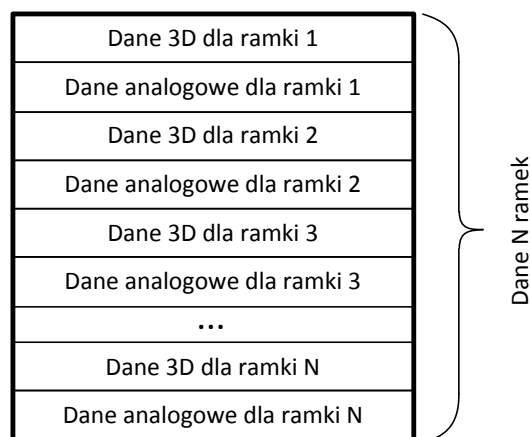 Dane 3D dla ramki 1
Dane analogowe dla ramki 1
Dane 3D dla ramki 2
Dane analogowe dla ramki 2
Dane 3D dla ramki 3
Dane analogowe dla ramki 3
...
Dane 3D dla ramki N
Dane analogowe dla ramki N
Dane N ramek